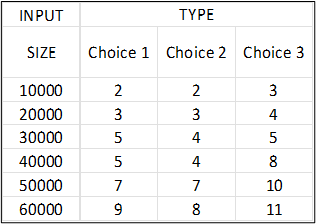 INPUT TYPE
SIZE Choice 1 Choice 2 Choice 3
10000 2 2 3
20000 3 3 4
30000 5 4 5
40000 5 4 8
50000 7 7 10
60000 9 8 11